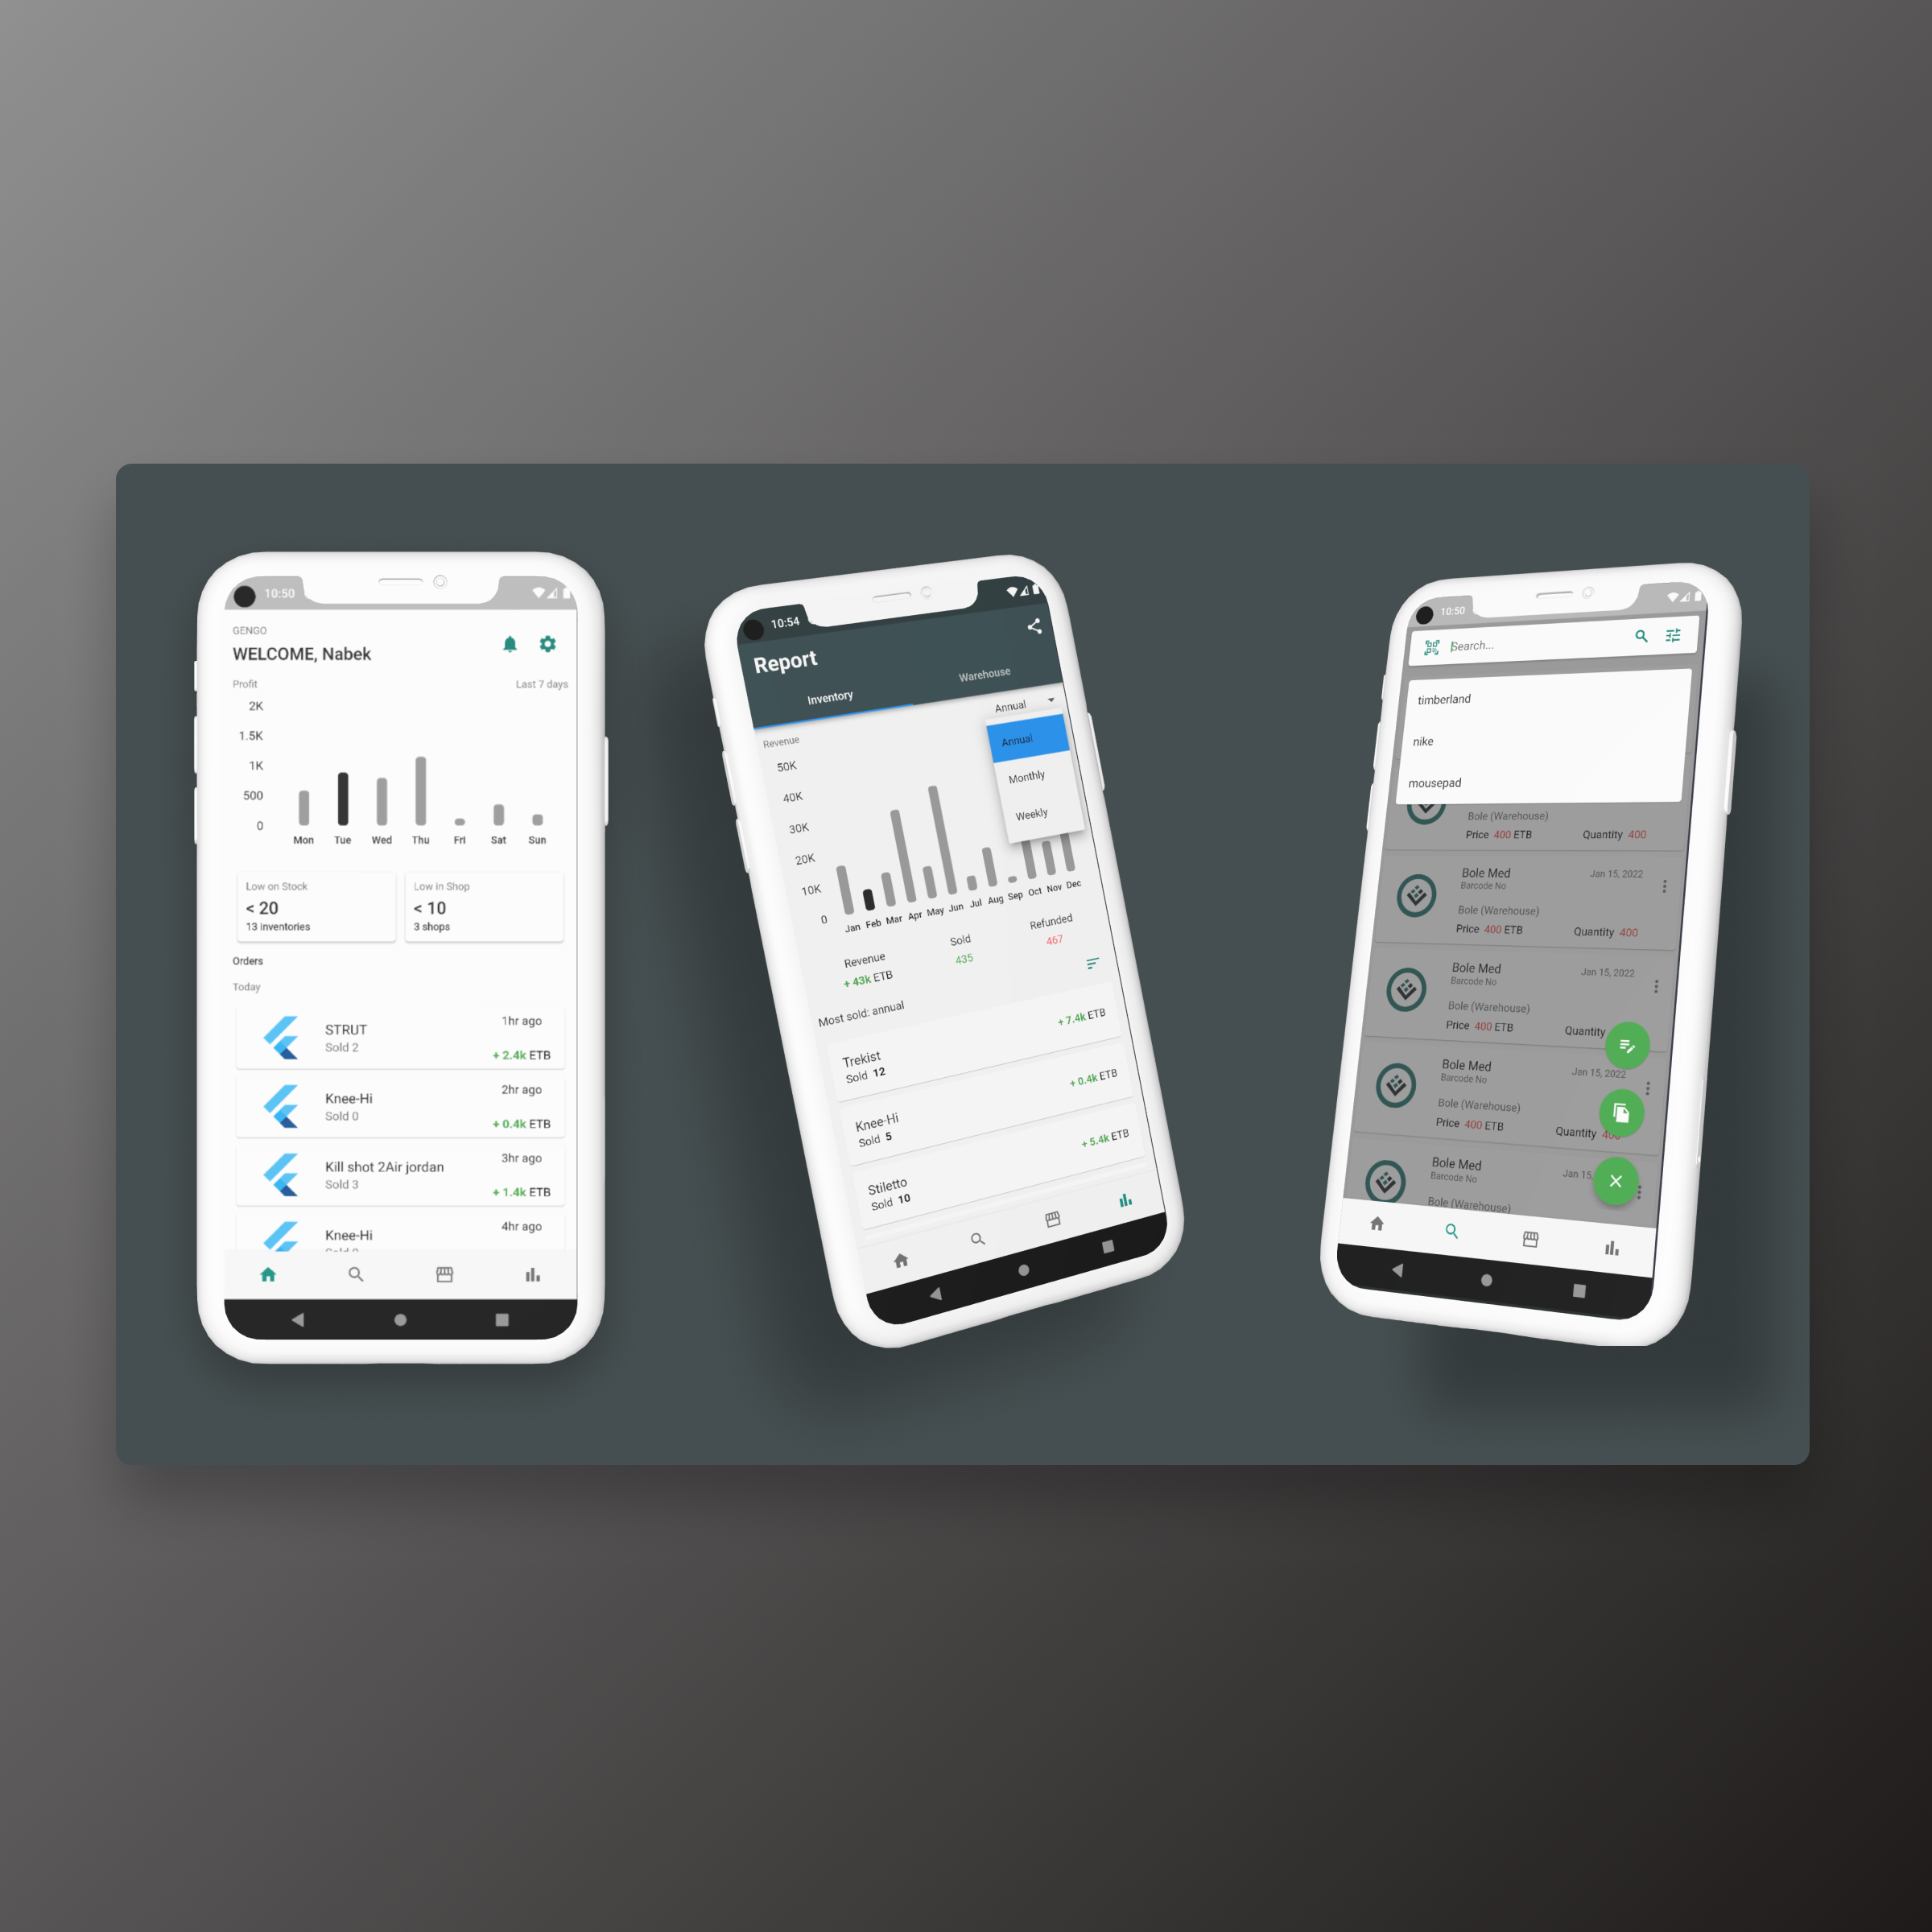 10:50
GENGO
WELCOME, Nabek
Profit Last 7 days
2K
1.5K
1K
500
0
Mon Tue Wed Thu Fri Sat Sun
Low on Stock
< 20
13 inventories
Low in Shop
< 10
3 shops
Orders
Today
STRUT 1hr ago
Sold 2 + 2.4k ETB
Knee-Hi 2hr ago
Sold 0 + 0.4k ETB
Kill shot 2Air jordan 3hr ago
Sold 3 + 1.4k ETB
Knee-Hi 4hr ago
10:54
Report
Inventory Warehouse
Annual
Revenue
Annual
Monthly
Weekly
50K
40K
30K
20K
10K
0
Jan Feb Mar Apr May Jun Jul Aug Sep Oct Nov Dec
Revenue Sold Refunded
+ 43k ETB 435 467
Most sold: annual
Trekist + 7.4k ETB
Sold 12
Knee-Hi + 0.4k ETB
Sold 5
Stiletto + 5.4k ETB
Sold 10
10:50
Search...
timberland
nike
mousepad
Bole (Warehouse)
Price 400 ETB Quantity 400
Bole Med Jan 15, 2022
Barcode No
Bole (Warehouse)
Price 400 ETB Quantity 400
Bole Med Jan 15, 2022
Barcode No
Bole (Warehouse)
Price 400 ETB Quantity
Bole Med Jan 15, 2022
Barcode No
Bole (Warehouse)
Price 400 ETB Quantity 400
Bole Med Jan 15,
Barcode No
Bole (Warehouse)